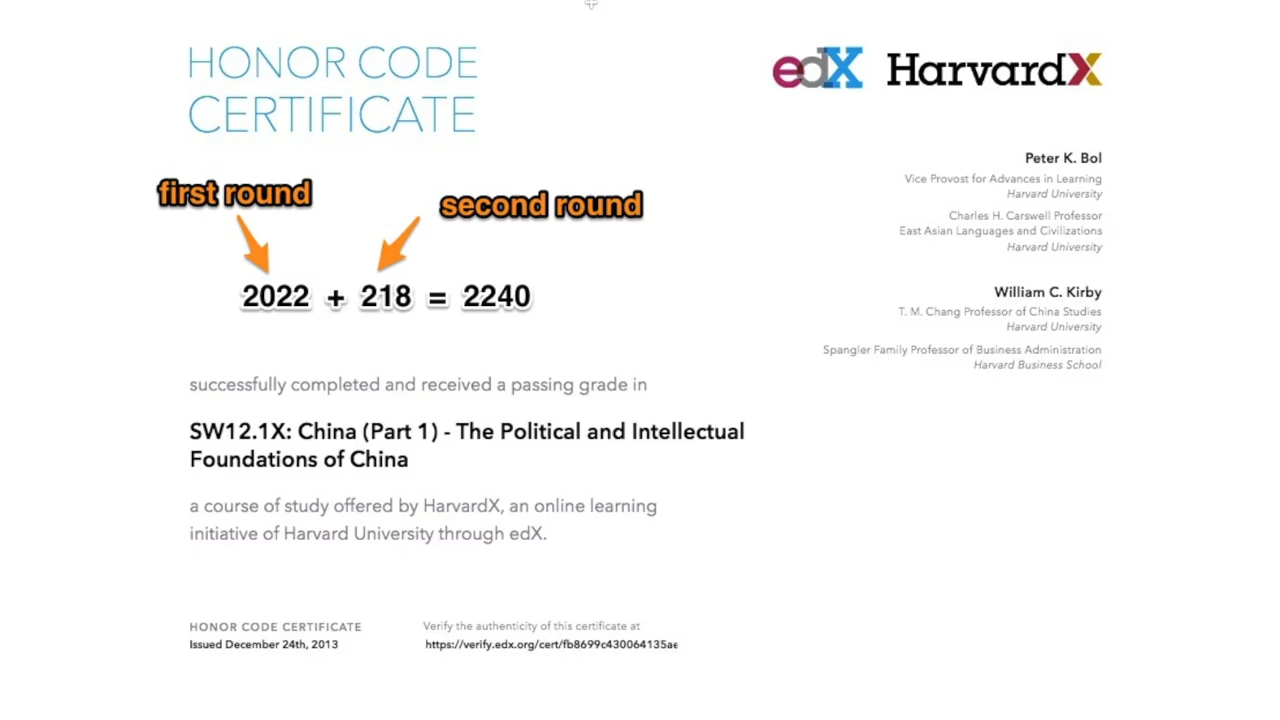 HONOR CODE
CERTIFICATE
edX HarvardX
first round
second round
2022 + 218 = 2240
successfully completed and received a passing grade in
SW12.1X: China (Part 1) - The Political and Intellectual
Foundations of China
a course of study offered by HarvardX, an online learning
initiative of Harvard University through edX.
Peter K. Bol
Vice Provost for Advances in Learning
Harvard University
Charles H. Carswell Professor
East Asian Languages and Civilizations
Harvard University
William C. Kirby
T. M. Chang Professor of China Studies
Harvard University
Spangler Family Professor of Business Administration
Harvard Business School
HONOR CODE CERTIFICATE
Issued December 24th, 2013
Verify the authenticity of this certificate at
https://verify.edx.org/cert/fb8699c430064135ae